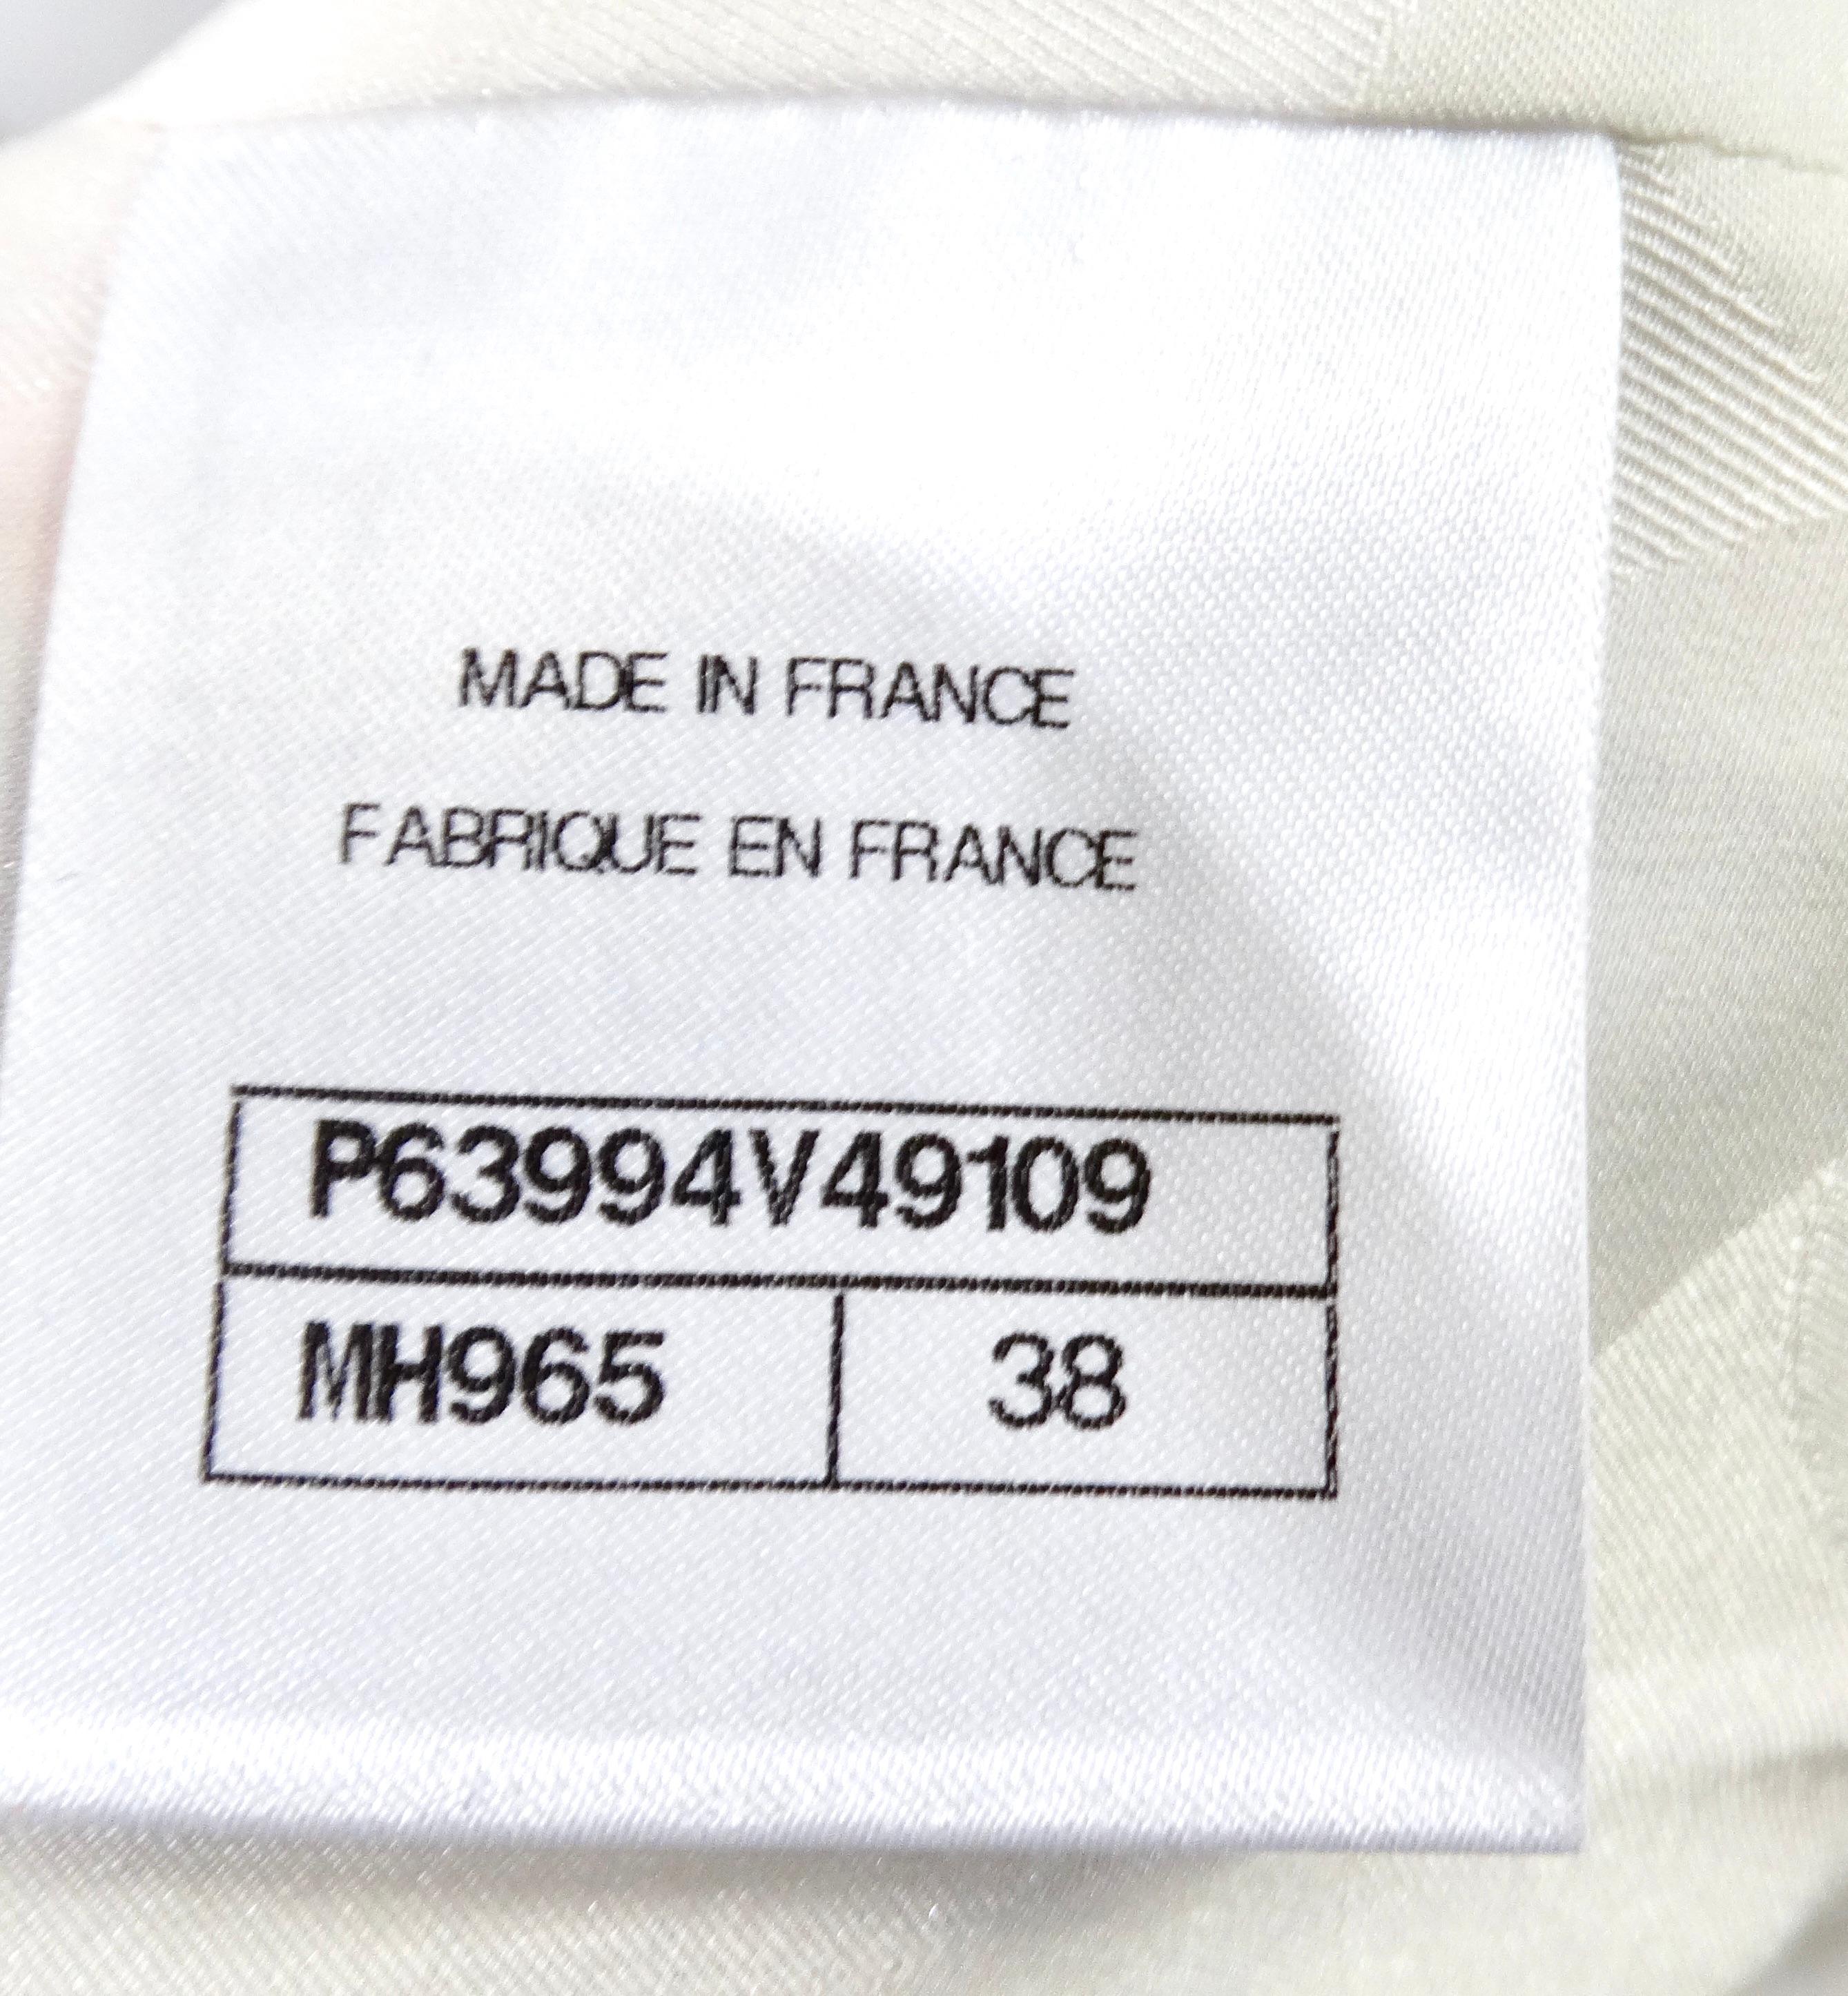 MADE IN FRANCE
FABRIQUE EN FRANCE
P63994V49109
MH965 38